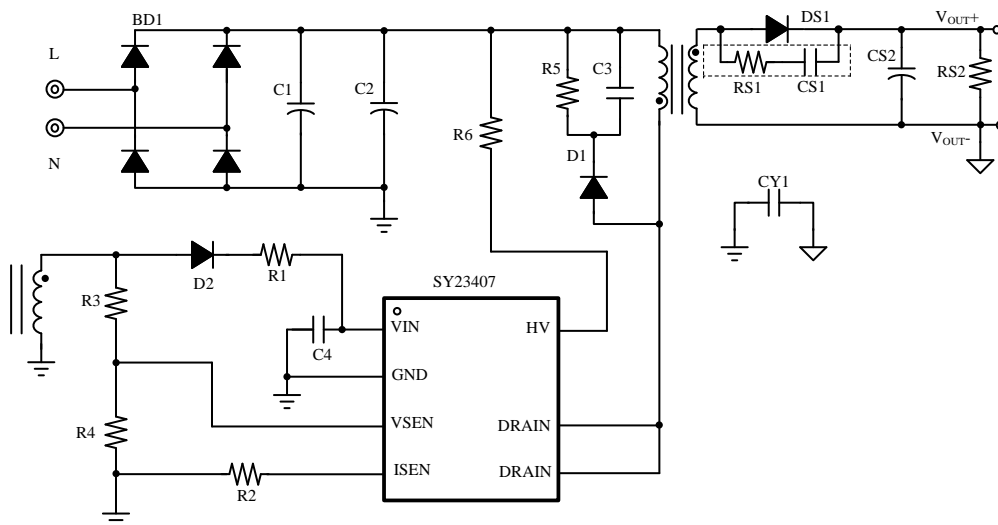 BD1
DS1
VOUT+
L
R5
C3
CS2
RS2
C1
C2
RS1
CS1
R6
N
D1
VOUT-
CY1
D2
R1
SY23407
R3
VIN
HV
C4
GND
R4
VSEN
DRAIN
ISEN
DRAIN
R2